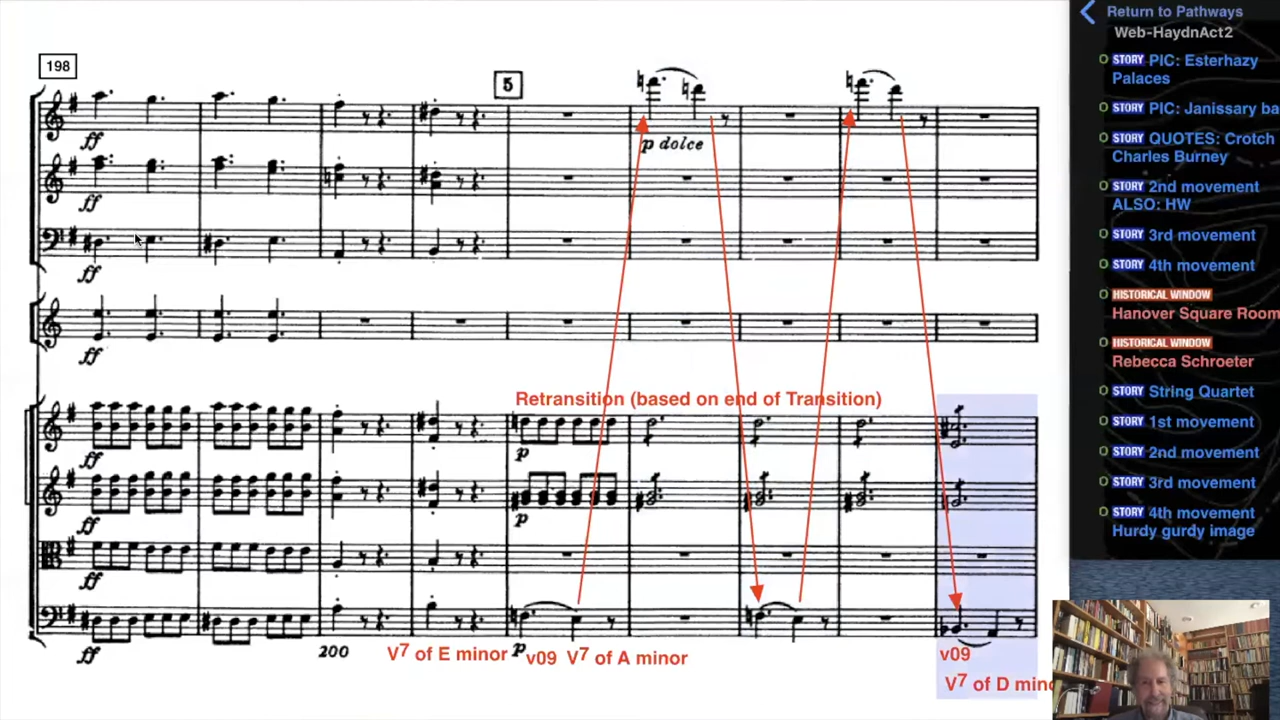 Return to Pathways
Web-HaydnAct2
STORY PIC: Esterhazy
Palaces
STORY PIC: Janissary ba
QUOTES: Crotch
STORY
Charles Burney
STORY 2nd movement
ALSO: HW
STORY 3rd movement
STORY 4th movement
HISTORICAL WINDOW
Hanover Square Room
HISTORICAL WINDOW
Rebecca Schroeter
STORY String Quartet
STORY 1st movement
STORY 2nd movement
STORY 3rd movement
STORY 4th movement
Hurdy gurdy image
198
5
ff
p dolce
ff
ff
ff
Retransition (based on end of Transition)
ff
p
ff
p
ff
ff
200
V7 of E minor
p
v09 V7 of A minor
v09
V7 of D mino